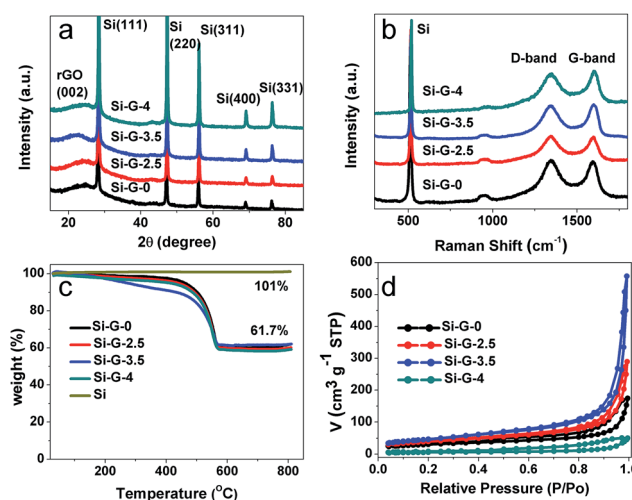 a
Si(111)
Si
(220)
Si(311)
rGO
(002)
Si-G-4
Si(400)
Si(331)
Si-G-3.5
Si-G-2.5
Si-G-0
Intensity (a.u.)
20 40 60 80
2θ (degree)
b
Si
D-band G-band
Si-G-4
Si-G-3.5
Si-G-2.5
Si-G-0
Intensity (a.u.)
500 1000 1500
Raman Shift (cm⁻¹)
c
100
80
60
40
20
0
101%
61.7%
Si-G-0
Si-G-2.5
Si-G-3.5
Si-G-4
Si
weight (%)
0 200 400 600 800
Temperature (°C)
d
600
500
400
300
200
100
0
Si-G-0
Si-G-2.5
Si-G-3.5
Si-G-4
V (cm³ g⁻¹ STP)
0.0 0.2 0.4 0.6 0.8 1.0
Relative Pressure (P/Po)